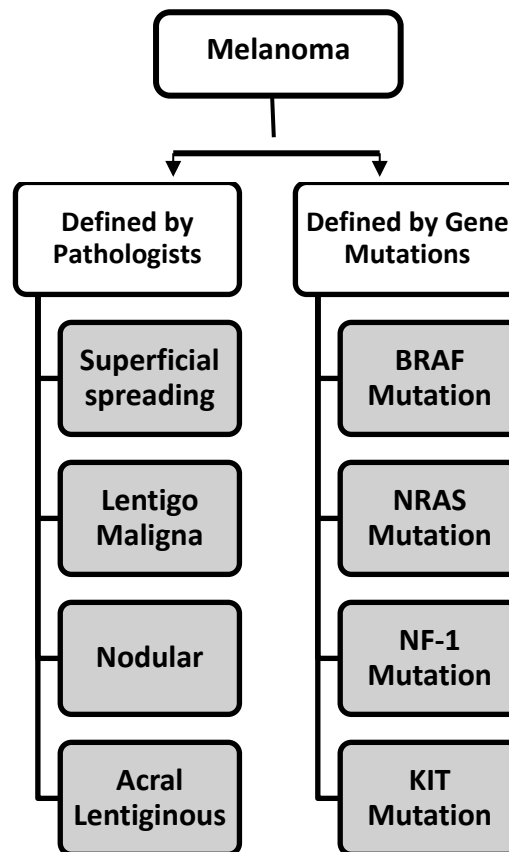 Melanoma
Defined by
Pathologists
Superficial
spreading
Lentigo
Maligna
Nodular
Acral
Lentiginous
Defined by Gene
Mutations
BRAF
Mutation
NRAS
Mutation
NF-1
Mutation
KIT
Mutation